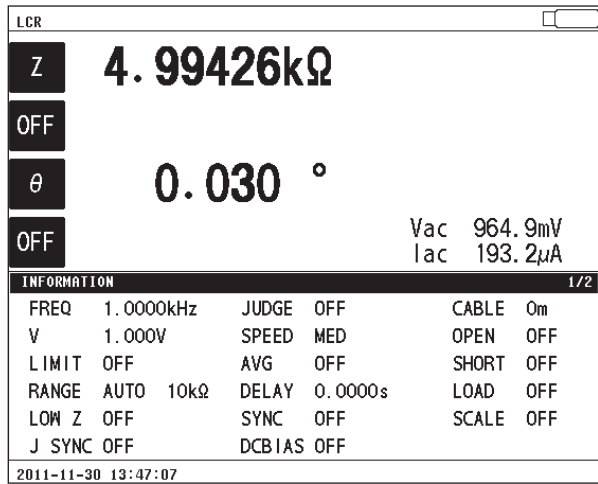 LCR
Z 4.99426kΩ
OFF
θ 0.030 °
OFF
Vac 964.9mV
Iac 193.2µA
INFORMATION 1/2
FREQ 1.0000kHz JUDGE OFF CABLE 0m
V 1.000V SPEED MED OPEN OFF
LIMIT OFF AVG OFF SHORT OFF
RANGE AUTO 10kΩ DELAY 0.0000s LOAD OFF
LOW Z OFF SYNC OFF SCALE OFF
J SYNC OFF DCBIAS OFF
2011-11-30 13:47:07